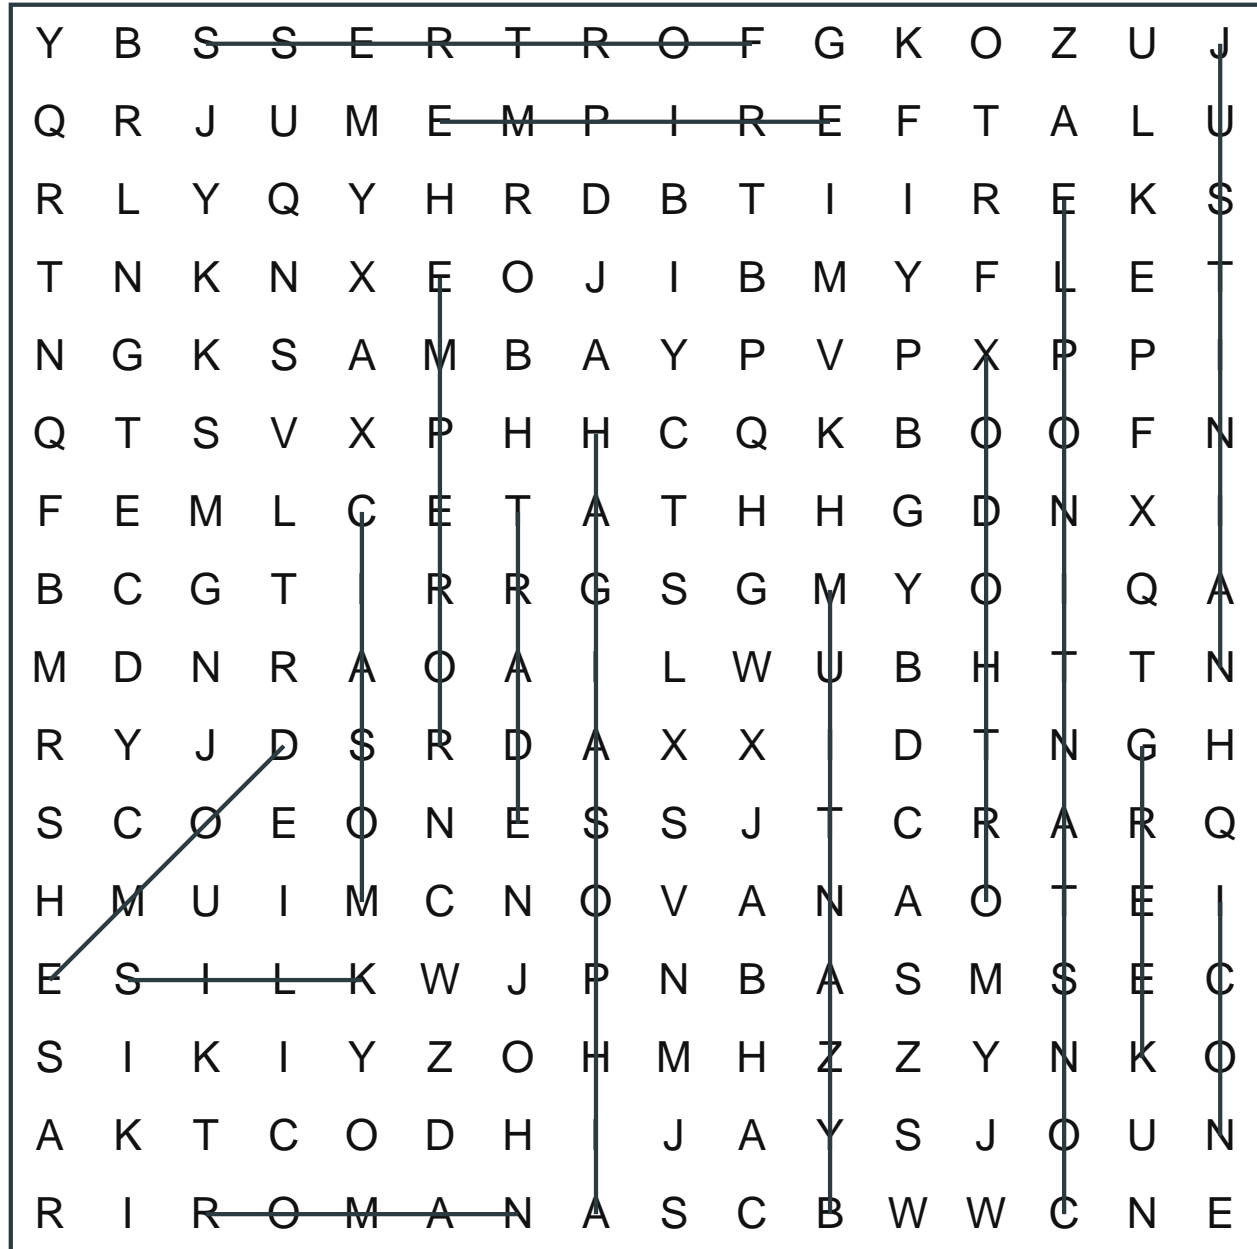 Y B S S E R T R O F G K O Z U J
Q R J U M E M P I R E F T A L U
R L Y Q Y H R D B T I I R E K S
T N K N X E O J I B M Y F L E T
N G K S A M B A Y P V P X P P I
Q T S V X P H H C Q K B O O F N
F E M L C E T A T H H G D N X I
B C G T I R R G S G M Y O I Q A
M D N R A O A I L W U B H T T N
R Y J D S R D A X X I D T N G H
S C O E O N E S S J T C R A R Q
H M U I M C N O V A N A O T E I
E S I L K W J P N B A S M S E C
S I K I Y Z O H M H Z Z Y N K O
A K T C O D H I J A Y S J O U N
R I R O M A N A S C B W W C N E